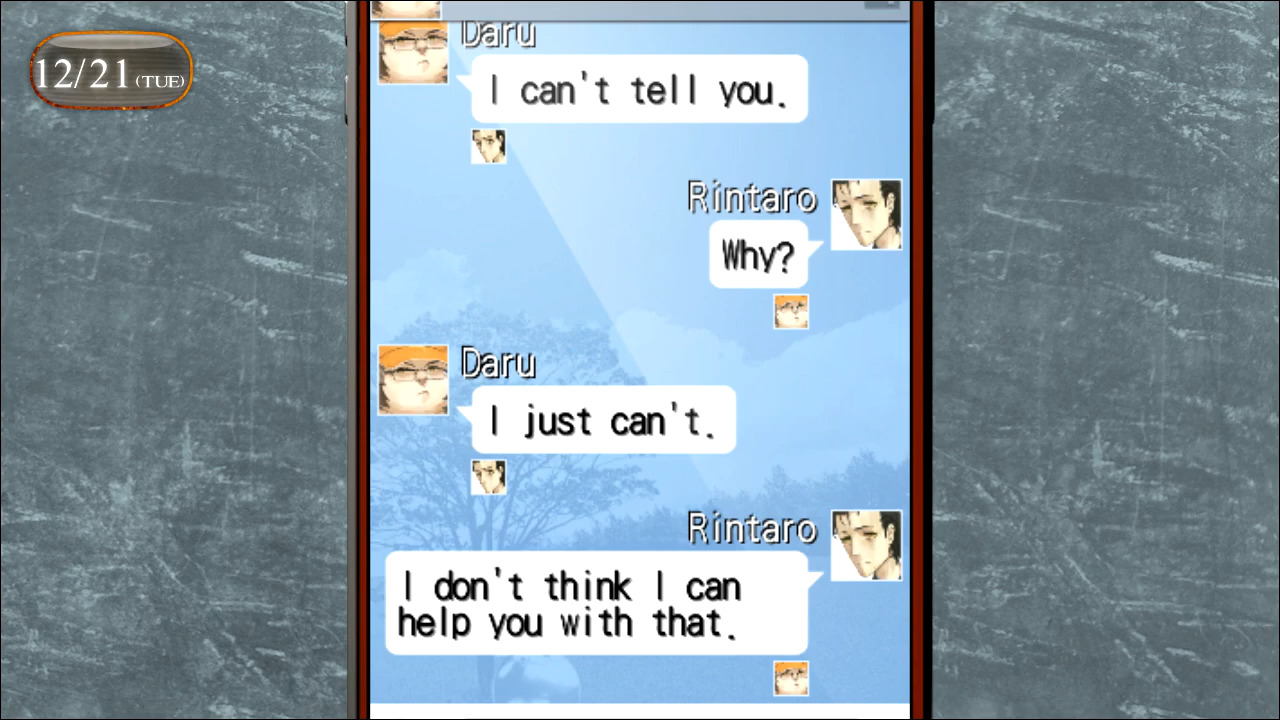 12/21(TUE)
Daru
I can't tell you.
Rintaro
Why?
Daru
I just can't.
Rintaro
I don't think I can
help you with that.